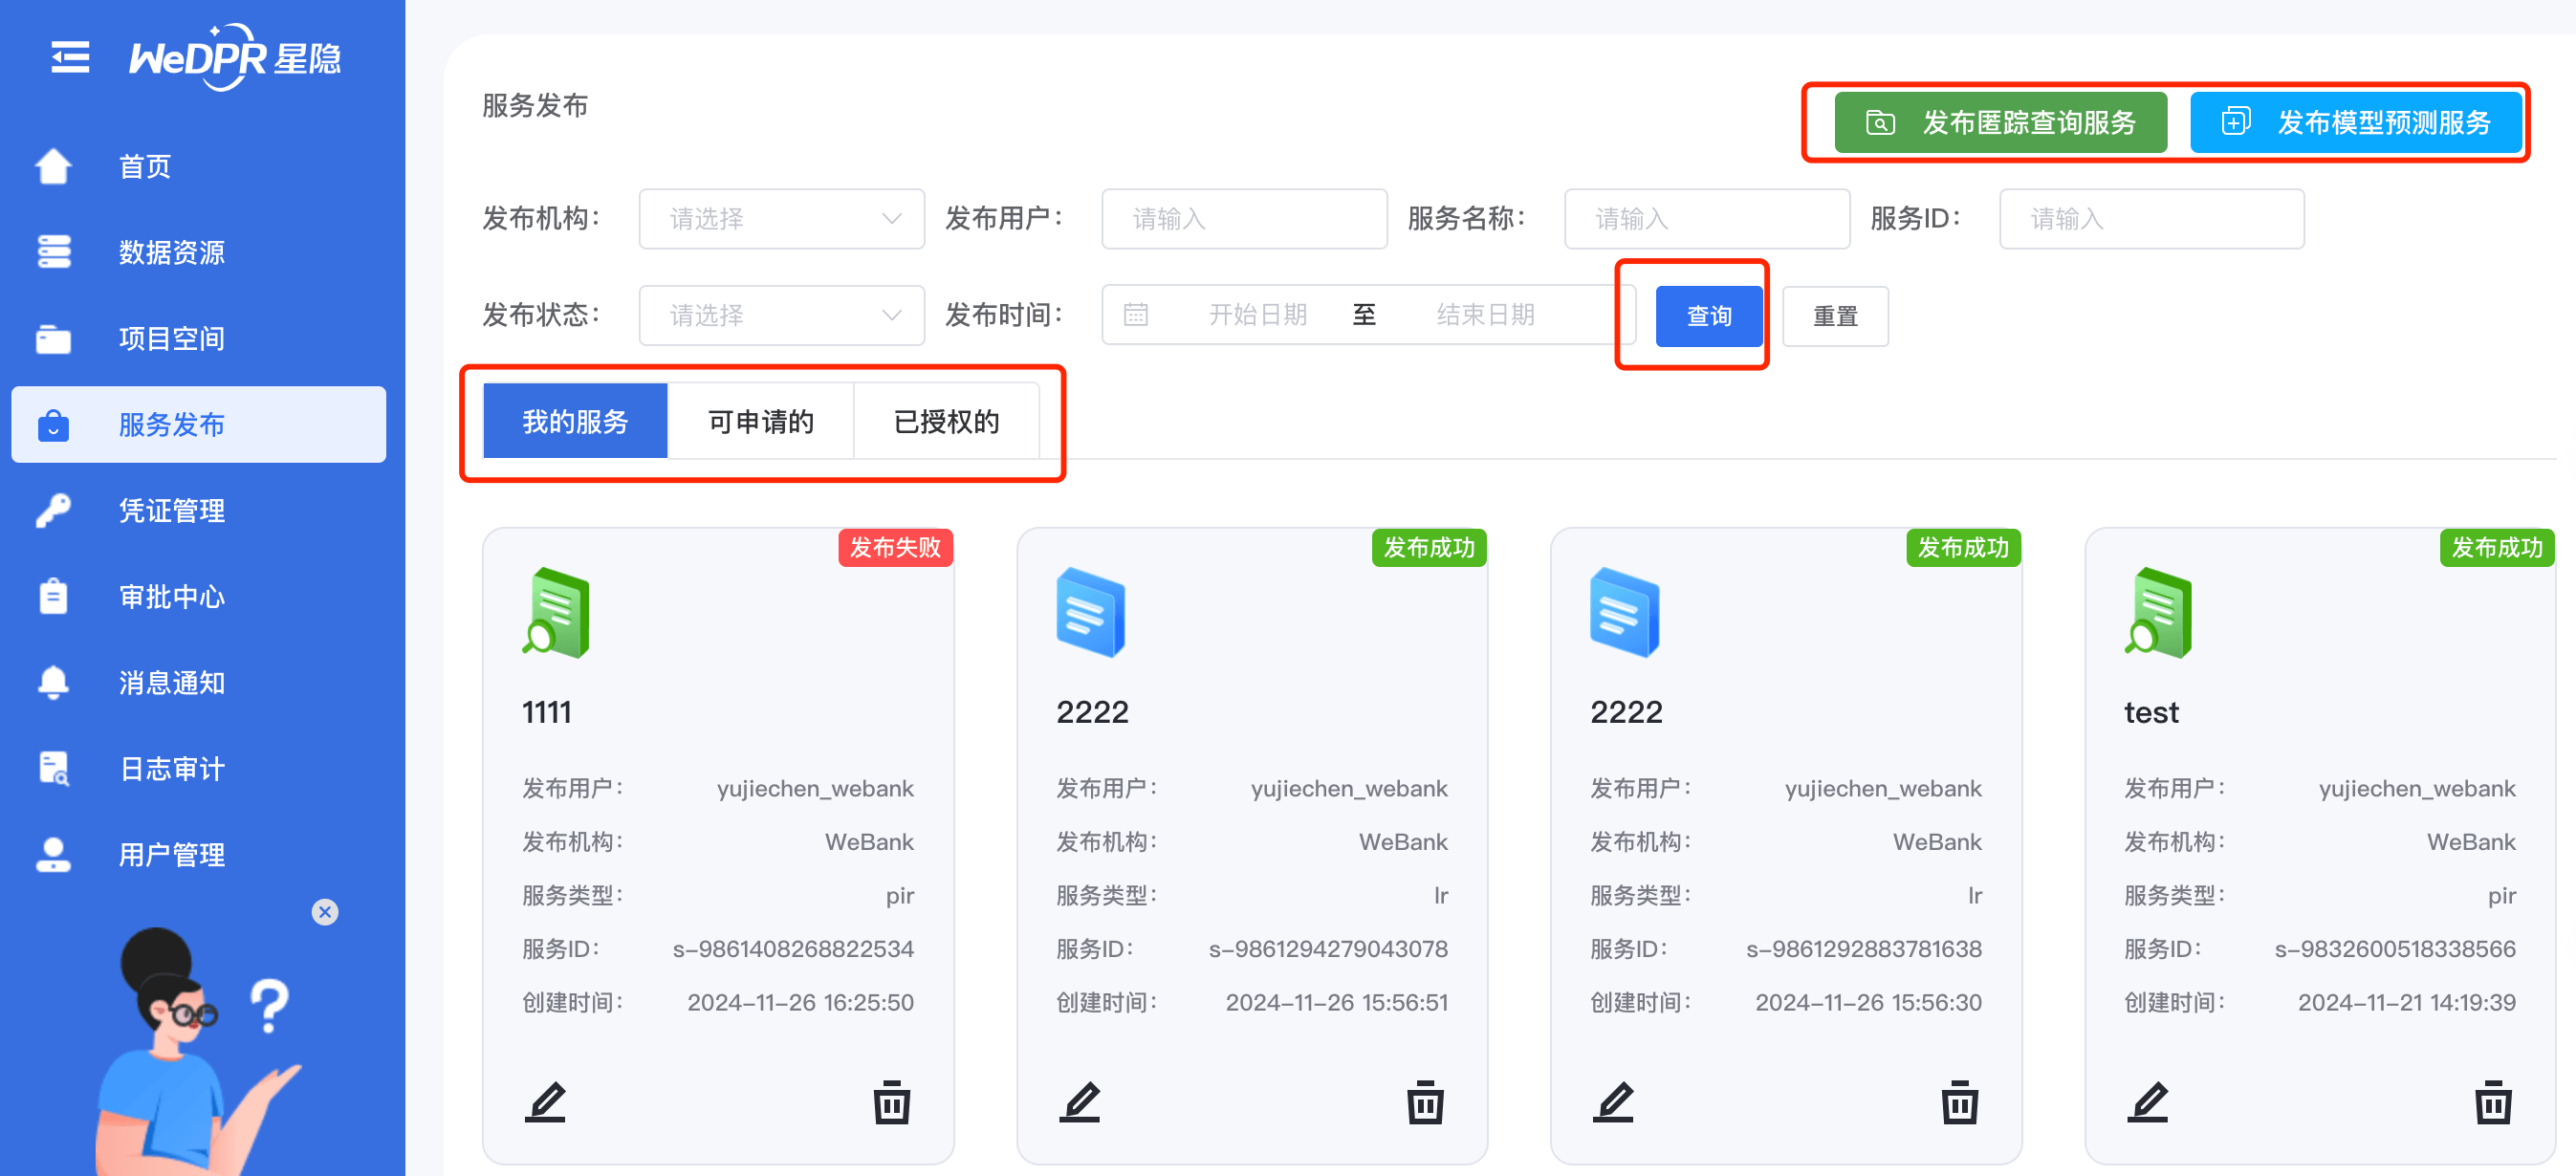 WeDPR 星隐
首页
数据资源
项目空间
服务发布
凭证管理
审批中心
消息通知
日志审计
用户管理
?
服务发布
发布匿踪查询服务 发布模型预测服务
发布机构： 请选择 发布用户： 请输入 服务名称： 请输入 服务ID： 请输入
发布状态： 请选择 发布时间： 开始日期 至 结束日期 查询 重置
我的服务 可申请的 已授权的
发布失败
1111
发布用户： yujiechen_webank
发布机构： WeBank
服务类型： pir
服务ID： s-9861408268822534
创建时间： 2024-11-26 16:25:50
发布成功
2222
发布用户： yujiechen_webank
发布机构： WeBank
服务类型： lr
服务ID： s-9861294279043078
创建时间： 2024-11-26 15:56:51
发布成功
2222
发布用户： yujiechen_webank
发布机构： WeBank
服务类型： lr
服务ID： s-9861292883781638
创建时间： 2024-11-26 15:56:30
发布成功
test
发布用户： yujiechen_webank
发布机构： WeBank
服务类型： pir
服务ID： s-9832600518338566
创建时间： 2024-11-21 14:19:39